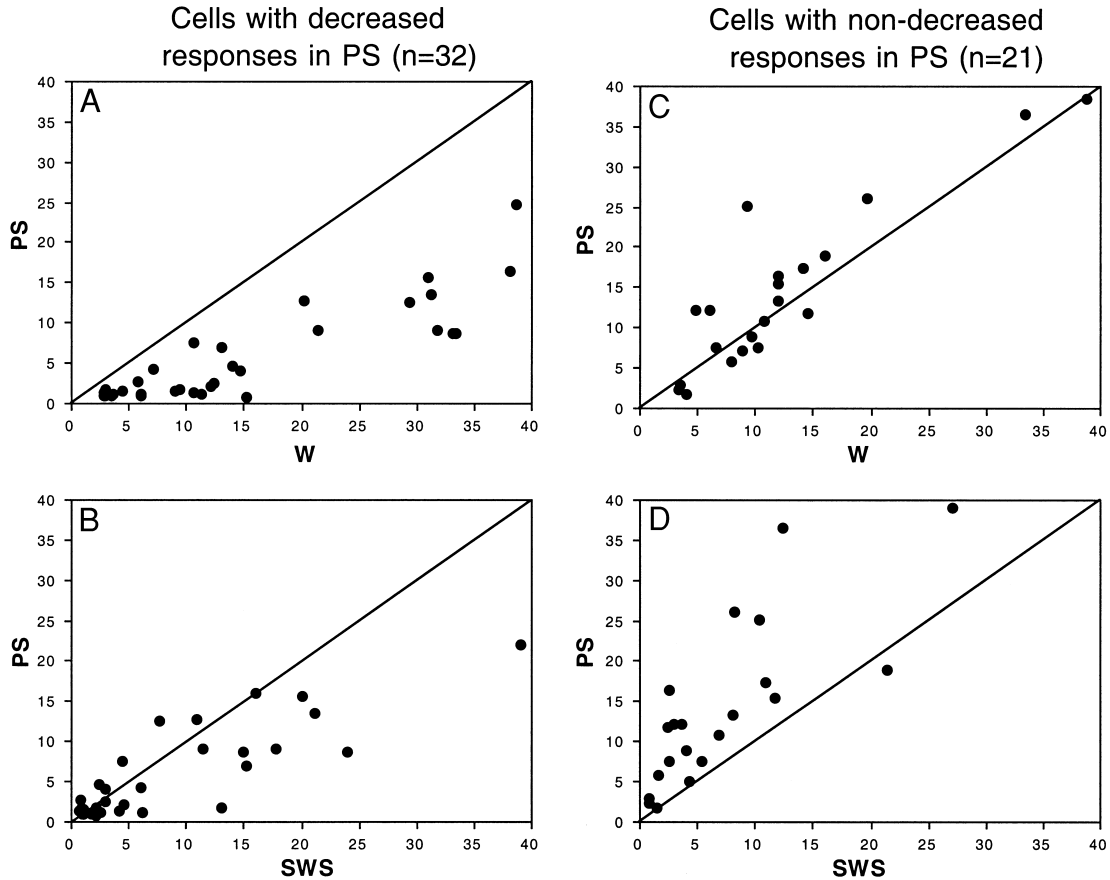 Cells with decreased
responses in PS (n=32)
Cells with non-decreased
responses in PS (n=21)
A
40
35
30
25
20
15
10
5
0
PS
0 5 10 15 20 25 30 35 40
W
C
40
35
30
25
20
15
10
5
0
PS
0 5 10 15 20 25 30 35 40
W
B
40
35
30
25
20
15
10
5
0
PS
0 5 10 15 20 25 30 35 40
SWS
D
40
35
30
25
20
15
10
5
0
PS
0 5 10 15 20 25 30 35 40
SWS